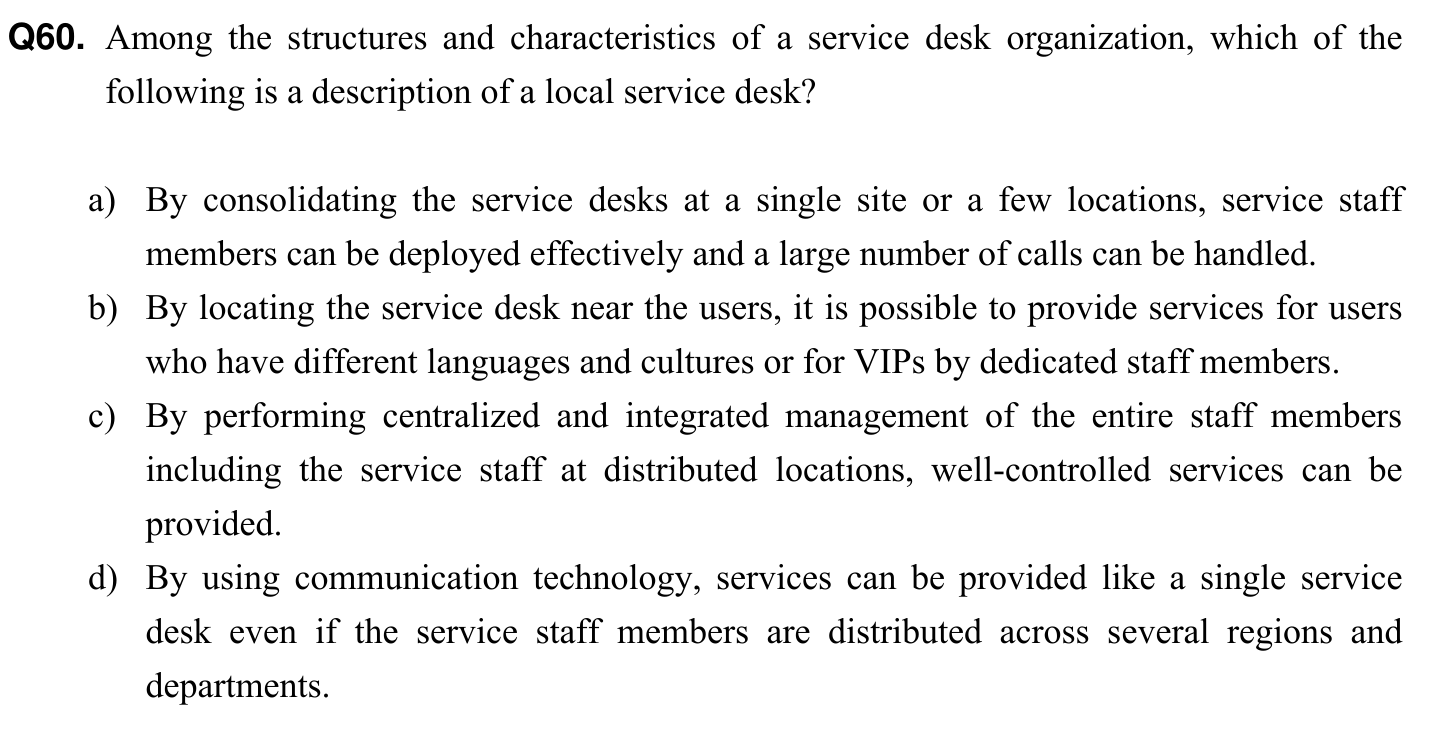 Q60. Among the structures and characteristics of a service desk organization, which of the
following is a description of a local service desk?
a) By consolidating the service desks at a single site or a few locations, service staff
members can be deployed effectively and a large number of calls can be handled.
b) By locating the service desk near the users, it is possible to provide services for users
who have different languages and cultures or for VIPs by dedicated staff members.
c) By performing centralized and integrated management of the entire staff members
including the service staff at distributed locations, well-controlled services can be
provided.
d) By using communication technology, services can be provided like a single service
desk even if the service staff members are distributed across several regions and
departments.